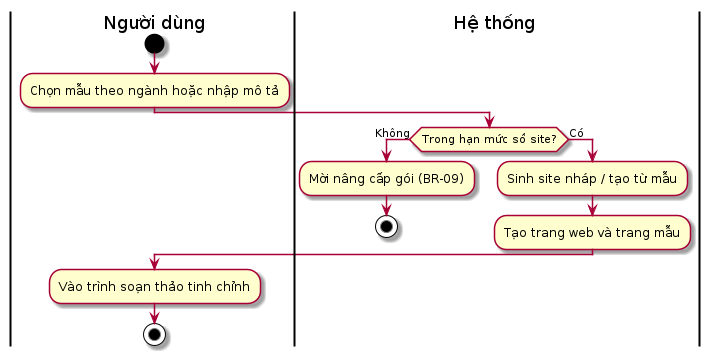 Người dùng
Hệ thống
Chọn mẫu theo ngành hoặc nhập mô tả
Không
Trong hạn mức số site?
Có
Mời nâng cấp gói (BR-09)
Sinh site nháp / tạo từ mẫu
Tạo trang web và trang mẫu
Vào trình soạn thảo tinh chỉnh